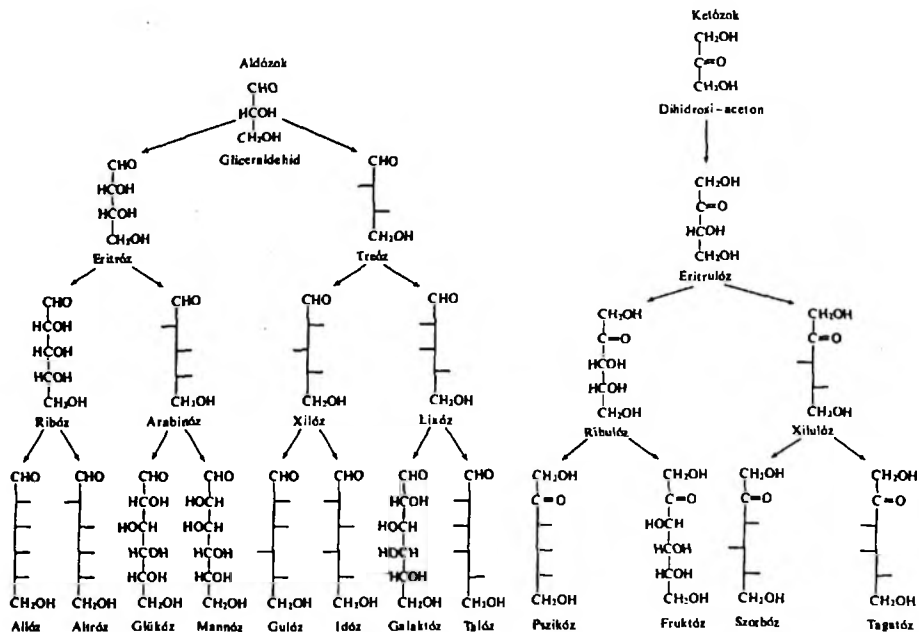 Ketózok
CH₂OH
C=O
CH₂OH
Dihidroxi-aceton
Aldózok
CHO
HCOH
CH₂OH
Gliceraldehid
CHO
HCOH
HCOH
CH₂OH
Eritróz
CHO
CH₂OH
Treóz
CH₂OH
C=O
HCOH
CH₂OH
Eritrulóz
CHO
HCOH
HCOH
HCOH
CH₂OH
Ribóz
CHO
CH₂OH
Arabinóz
CHO
CH₂OH
Xilóz
CHO
CH₂OH
Lixóz
CH₂OH
C=O
HCOH
HCOH
CH₂OH
Ribulóz
CH₂OH
C=O
CH₂OH
Xilulóz
CHO
CH₂OH
Allóz
CHO
CH₂OH
Altróz
CHO
HCOH
HOCH
HCOH
HCOH
CH₂OH
Glükóz
CHO
HOCH
HOCH
HCOH
HCOH
CH₂OH
Mannóz
CHO
CH₂OH
Gulóz
CHO
CH₂OH
Idóz
CHO
HCOH
HOCH
HOCH
HCOH
CH₂OH
Galaktóz
CHO
CH₂OH
Talóz
CH₂OH
C=O
CH₂OH
Pszikóz
CH₂OH
C=O
HOCH
HCOH
HCOH
CH₂OH
Fruktóz
CH₂OH
C=O
CH₂OH
Szorbóz
CH₂OH
C=O
CH₂OH
Tagatóz